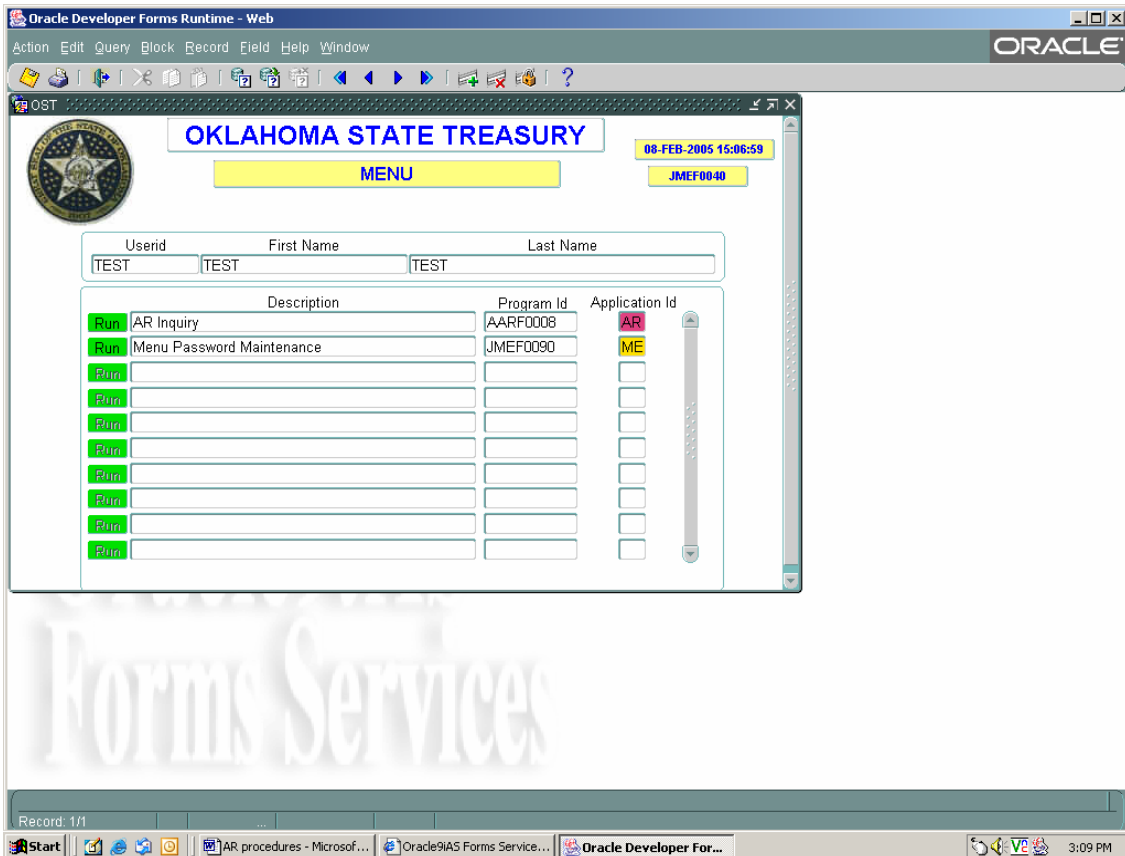 Oracle Developer Forms Runtime - Web
Action Edit Query Block Record Field Help Window
ORACLE
OST
OKLAHOMA STATE TREASURY
08-FEB-2005 15:06:59
MENU
JMEF0040
Userid First Name Last Name
TEST TEST TEST
Description Program Id Application Id
Run AR Inquiry AARF0008 AR
Run Menu Password Maintenance JMEF0090 ME
Run
Run
Run
Run
Run
Run
Run
Run
Forms Services
Record: 1/1 ...
Start AR procedures - Microsof... Oracle9iAS Forms Service... Oracle Developer For... 3:09 PM